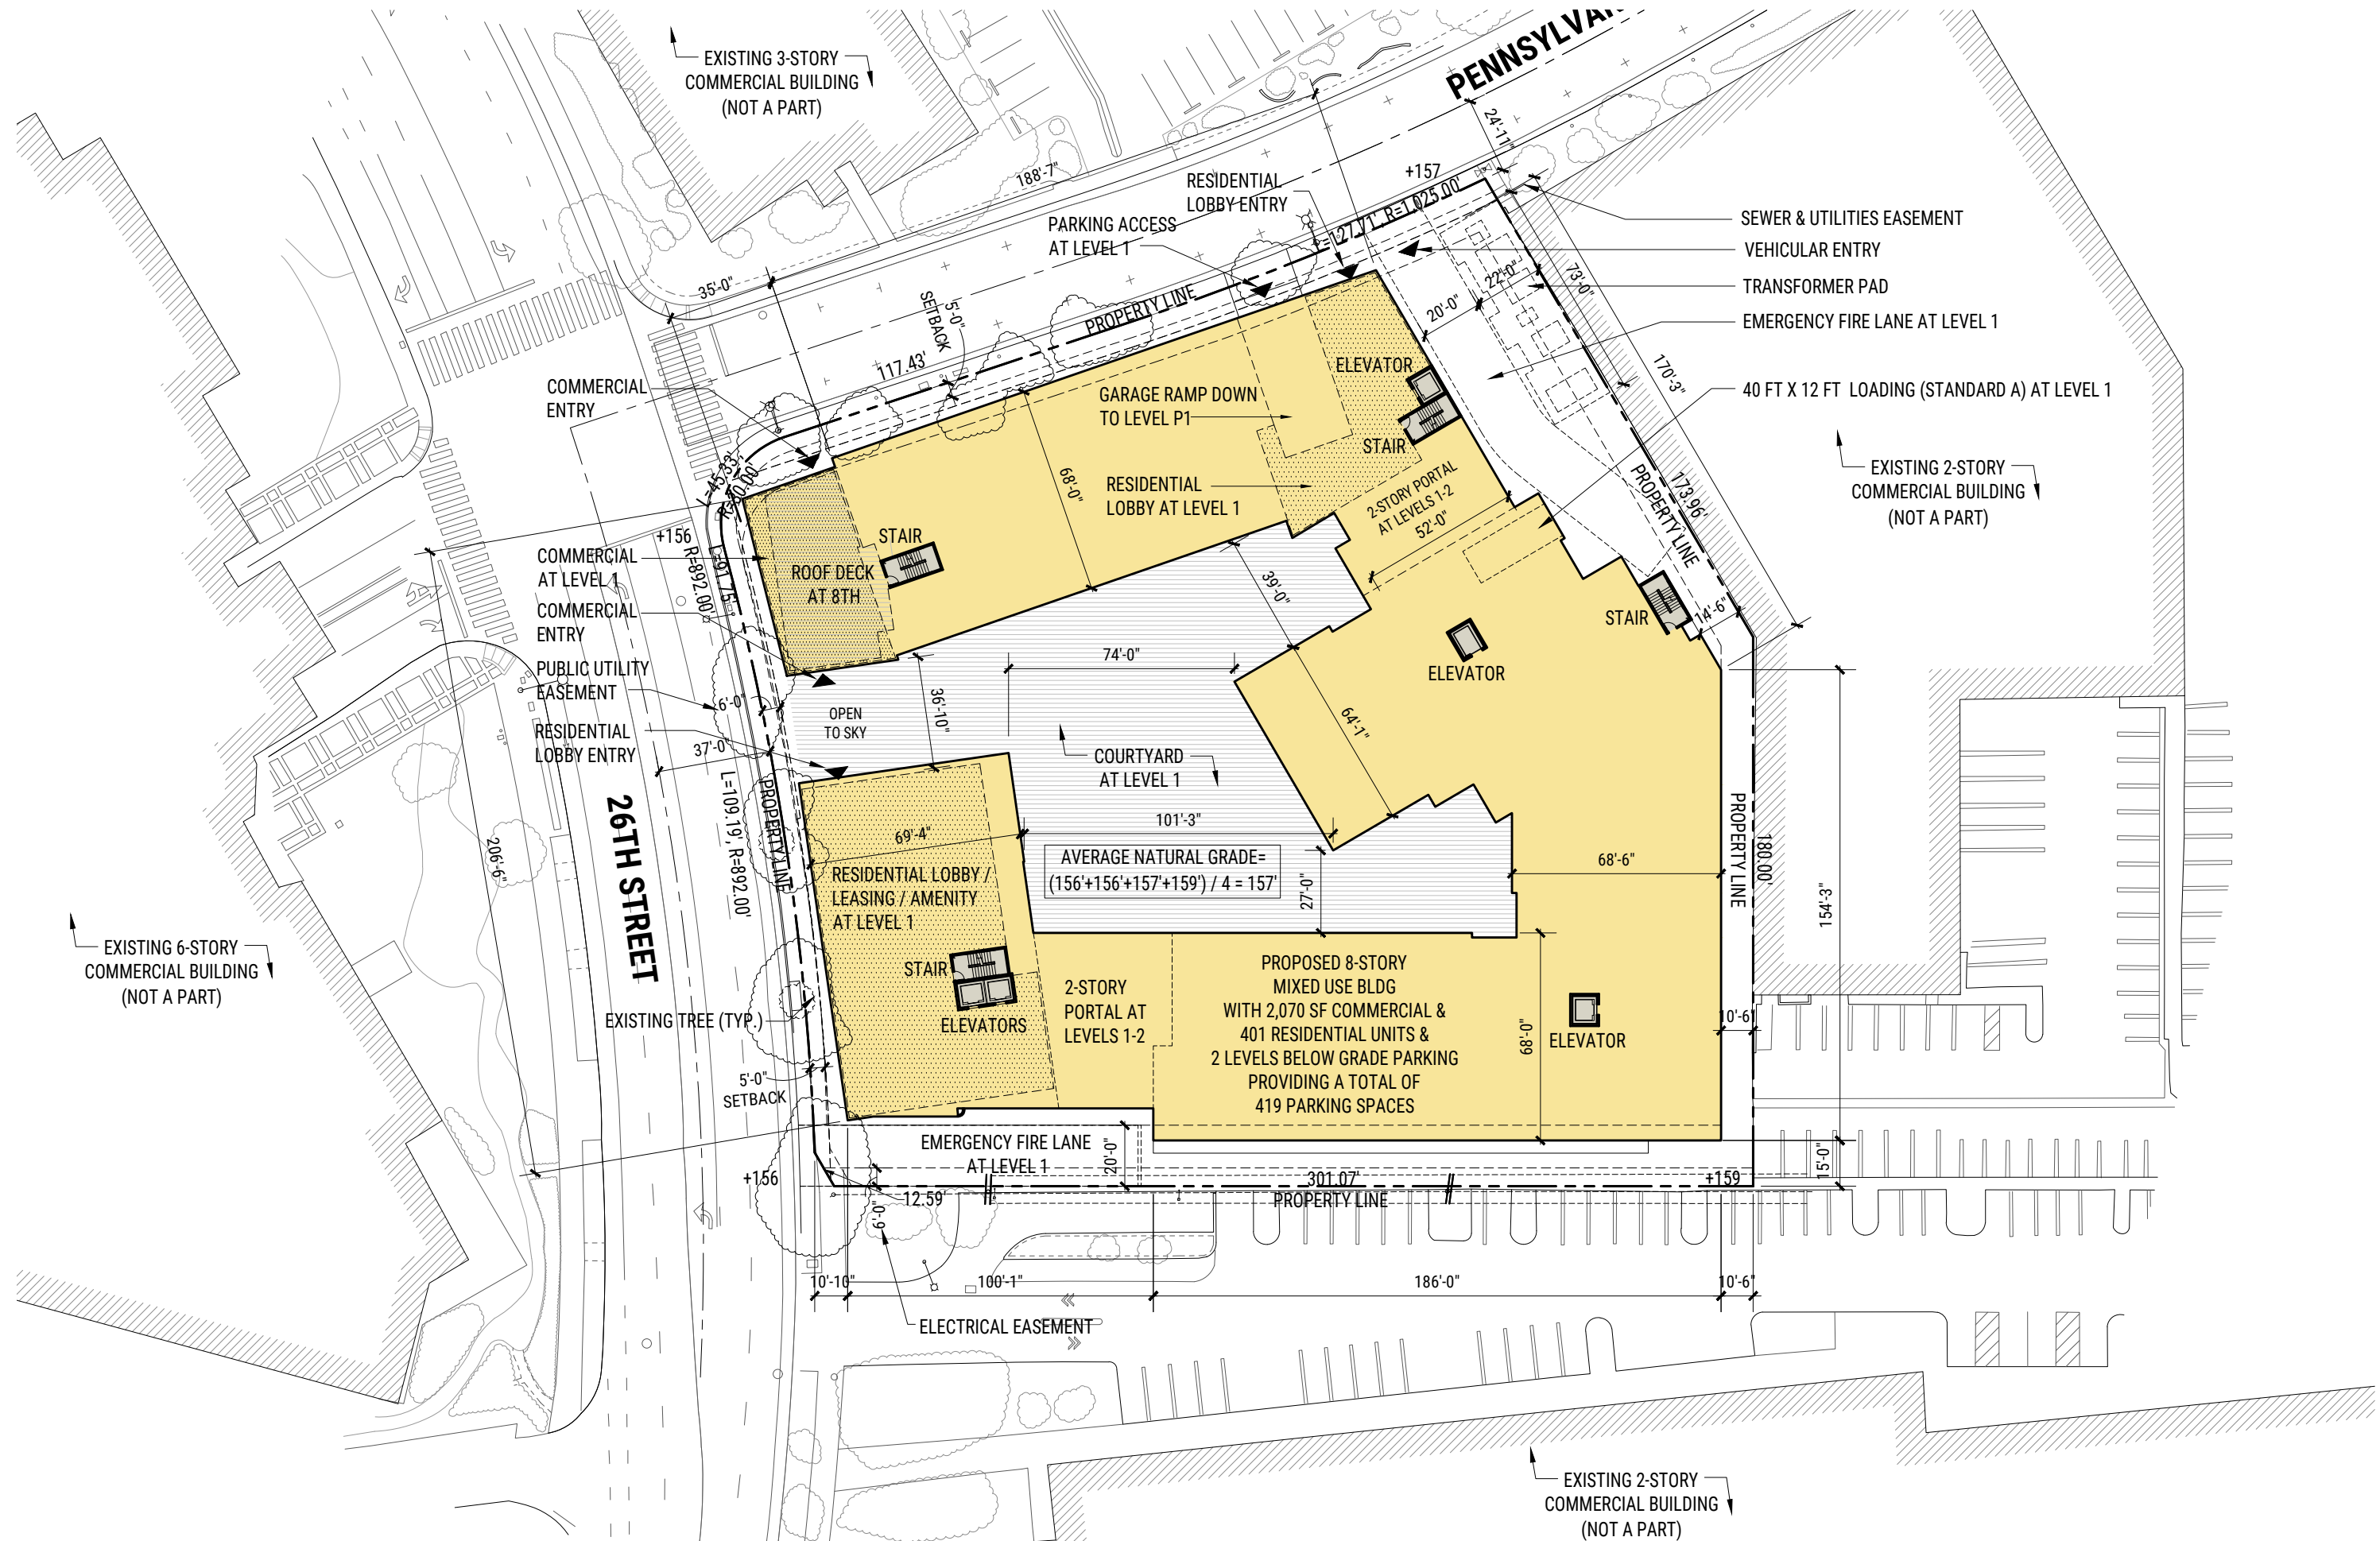 PENNSYLVAN
EXISTING 3-STORY
COMMERCIAL BUILDING
(NOT A PART)
24'-11"
188'-7"
+157
RESIDENTIAL
LOBBY ENTRY
L=127.71', R=1,025.00'
PARKING ACCESS
AT LEVEL 1
SEWER & UTILITIES EASEMENT
VEHICULAR ENTRY
TRANSFORMER PAD
EMERGENCY FIRE LANE AT LEVEL 1
40 FT X 12 FT LOADING (STANDARD A) AT LEVEL 1
35'-0"
5'-0"
SETBACK
PROPERTY LINE
22'-0"
20'-0"
73'-0"
170'-3"
117.43'
COMMERCIAL
ENTRY
ELEVATOR
GARAGE RAMP DOWN
TO LEVEL P1
STAIR
EXISTING 2-STORY
COMMERCIAL BUILDING
(NOT A PART)
L=45.33',
R=30.00'
68'-0"
RESIDENTIAL
LOBBY AT LEVEL 1
2-STORY PORTAL
AT LEVELS 1-2
52'-0"
PROPERTY LINE
173.96'
+156
R=892.00'
L=91.75'
STAIR
COMMERCIAL
AT LEVEL 1
ROOF DECK
AT 8TH
39'-0"
COMMERCIAL
ENTRY
STAIR
14'-6"
PUBLIC UTILITY
EASEMENT
6'-0"
74'-0"
ELEVATOR
36'-10"
OPEN
TO SKY
64'-1"
RESIDENTIAL
LOBBY ENTRY
37'-0"
COURTYARD
AT LEVEL 1
L=109.19', R=892.00'
PROPERTY LINE
26TH STREET
206'-6"
69'-4"
101'-3"
AVERAGE NATURAL GRADE=
(156'+156'+157'+159') / 4 = 157'
27'-0"
68'-6"
PROPERTY LINE
180.00'
154'-3"
RESIDENTIAL LOBBY /
LEASING / AMENITY
AT LEVEL 1
EXISTING 6-STORY
COMMERCIAL BUILDING
(NOT A PART)
STAIR
2-STORY
PORTAL AT
LEVELS 1-2
PROPOSED 8-STORY
MIXED USE BLDG
WITH 2,070 SF COMMERCIAL &
401 RESIDENTIAL UNITS &
2 LEVELS BELOW GRADE PARKING
PROVIDING A TOTAL OF
419 PARKING SPACES
EXISTING TREE (TYP.)
ELEVATORS
68'-0"
ELEVATOR
10'-6"
5'-0"
SETBACK
EMERGENCY FIRE LANE
AT LEVEL 1
20'-0"
15'-0"
+156
12.59'
6'-0"
301.07'
PROPERTY LINE
+159
10'-10"
100'-1"
186'-0"
10'-6"
ELECTRICAL EASEMENT
EXISTING 2-STORY
COMMERCIAL BUILDING
(NOT A PART)